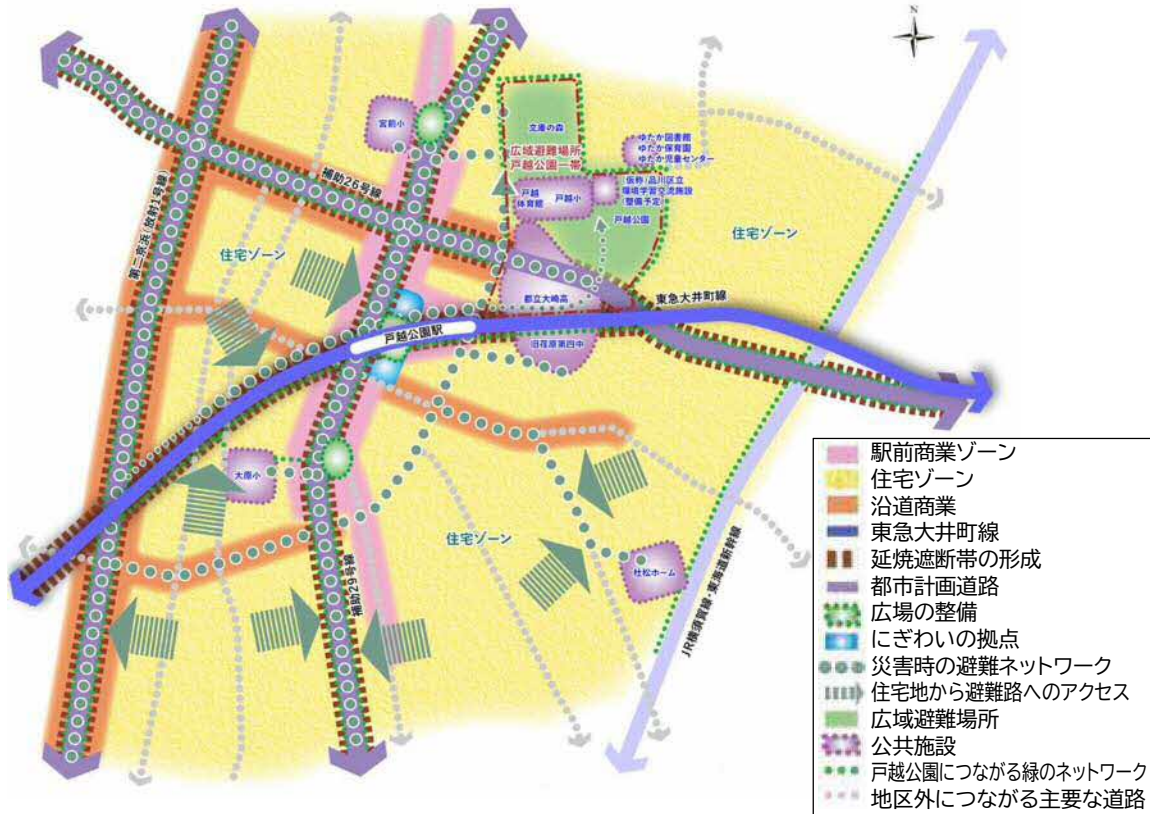 N
宮前小
文庫の森
広域避難場所
戸越公園一帯
ゆたか図書館
ゆたか保育園
ゆたか児童センター
戸越
体育館
戸越小
仮称/品川区立
環境学習交流施設
(整備予定)
戸越公園
補助26号線
第二京浜(放射1号線)
住宅ゾーン
住宅ゾーン
都立大崎高
東急大井町線
戸越公園駅
旧荏原第四中
大原小
住宅ゾーン
杜松ホーム
補助29号線
JR横須賀線・東海道新幹線
駅前商業ゾーン
住宅ゾーン
沿道商業
東急大井町線
延焼遮断帯の形成
都市計画道路
広場の整備
にぎわいの拠点
災害時の避難ネットワーク
住宅地から避難路へのアクセス
広域避難場所
公共施設
戸越公園につながる緑のネットワーク
地区外につながる主要な道路